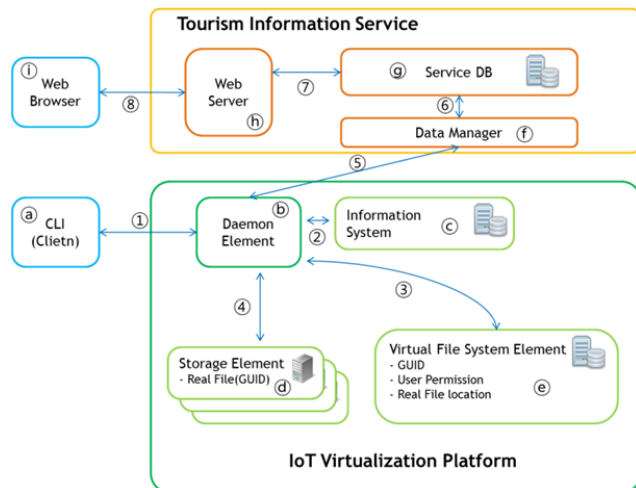 Tourism Information Service
ⓘ
Web
Browser
⑧
Web
Server
ⓗ
⑦
ⓖ Service DB
⑥
Data Manager ⓕ
⑤
ⓐ
CLI
(Clietn)
①
ⓑ
Daemon
Element
②
Information
System ⓒ
③
④
Storage Element
- Real File(GUID)
ⓓ
Virtual File System Element
- GUID
- User Permission
- Real File location
ⓔ
IoT Virtualization Platform